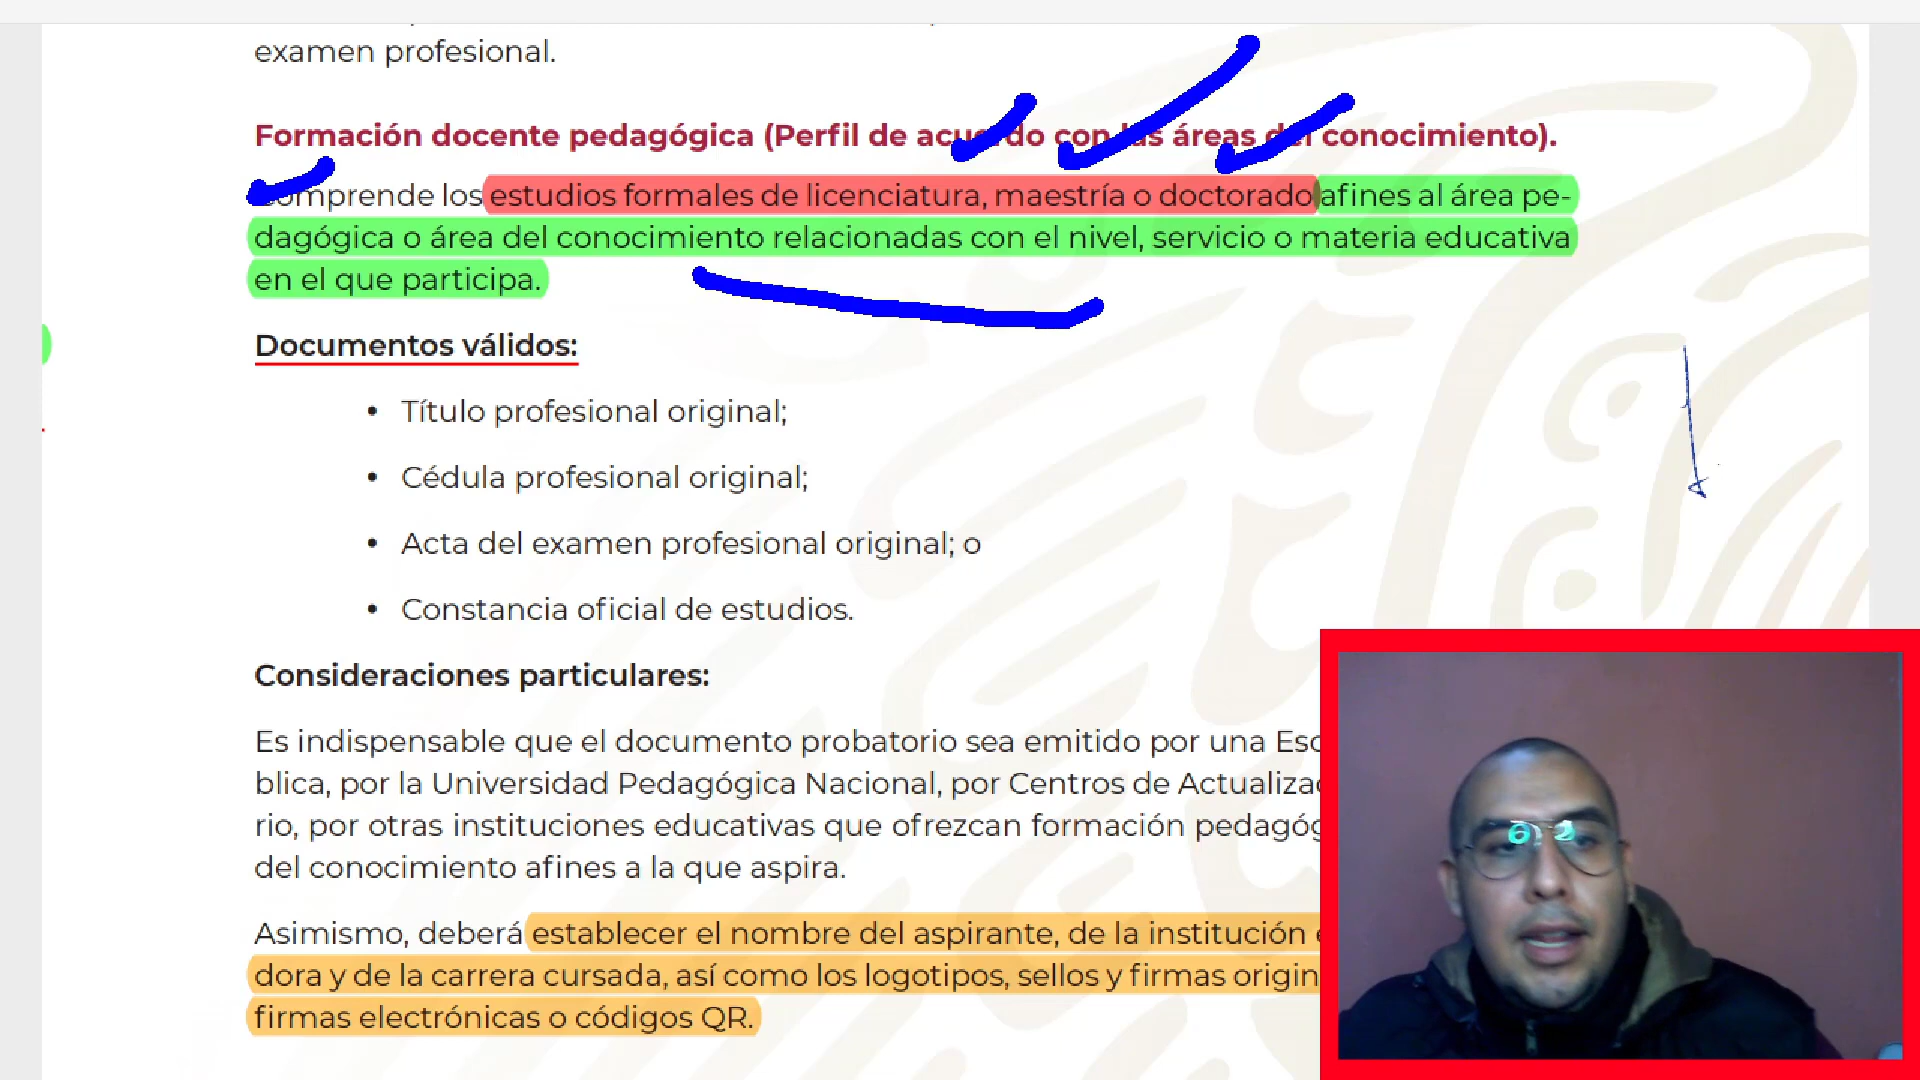 examen profesional.
Formación docente pedagógica (Perfil de acuerdo con las áreas del conocimiento).
Comprende los estudios formales de licenciatura, maestría o doctorado afines al área pe-
dagógica o área del conocimiento relacionadas con el nivel, servicio o materia educativa
en el que participa.
Documentos válidos:
• Título profesional original;
• Cédula profesional original;
• Acta del examen profesional original; o
• Constancia oficial de estudios.
Consideraciones particulares:
Es indispensable que el documento probatorio sea emitido por una Esc
blica, por la Universidad Pedagógica Nacional, por Centros de Actualizac
rio, por otras instituciones educativas que ofrezcan formación pedagóg
del conocimiento afines a la que aspira.
Asimismo, deberá establecer el nombre del aspirante, de la institución e
dora y de la carrera cursada, así como los logotipos, sellos y firmas origin
firmas electrónicas o códigos QR.